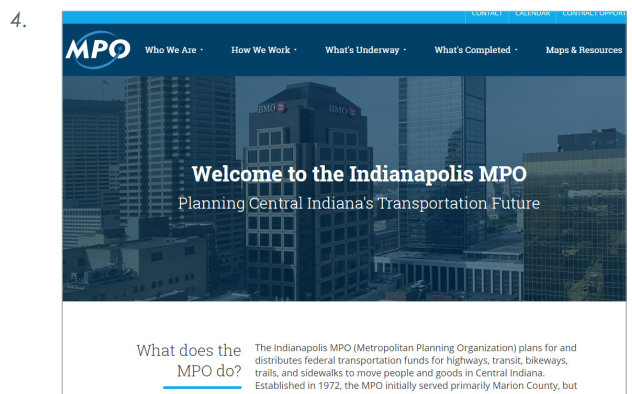 4.
CONTACT CALENDAR CONTRACT OPPORT
MPO Who We Are How We Work What's Underway What's Completed Maps & Resources
BMO BMO
Welcome to the Indianapolis MPO
Planning Central Indiana's Transportation Future
What does the
MPO do?
The Indianapolis MPO (Metropolitan Planning Organization) plans for and
distributes federal transportation funds for highways, transit, bikeways,
trails, and sidewalks to move people and goods in Central Indiana.
Established in 1972, the MPO initially served primarily Marion County, but